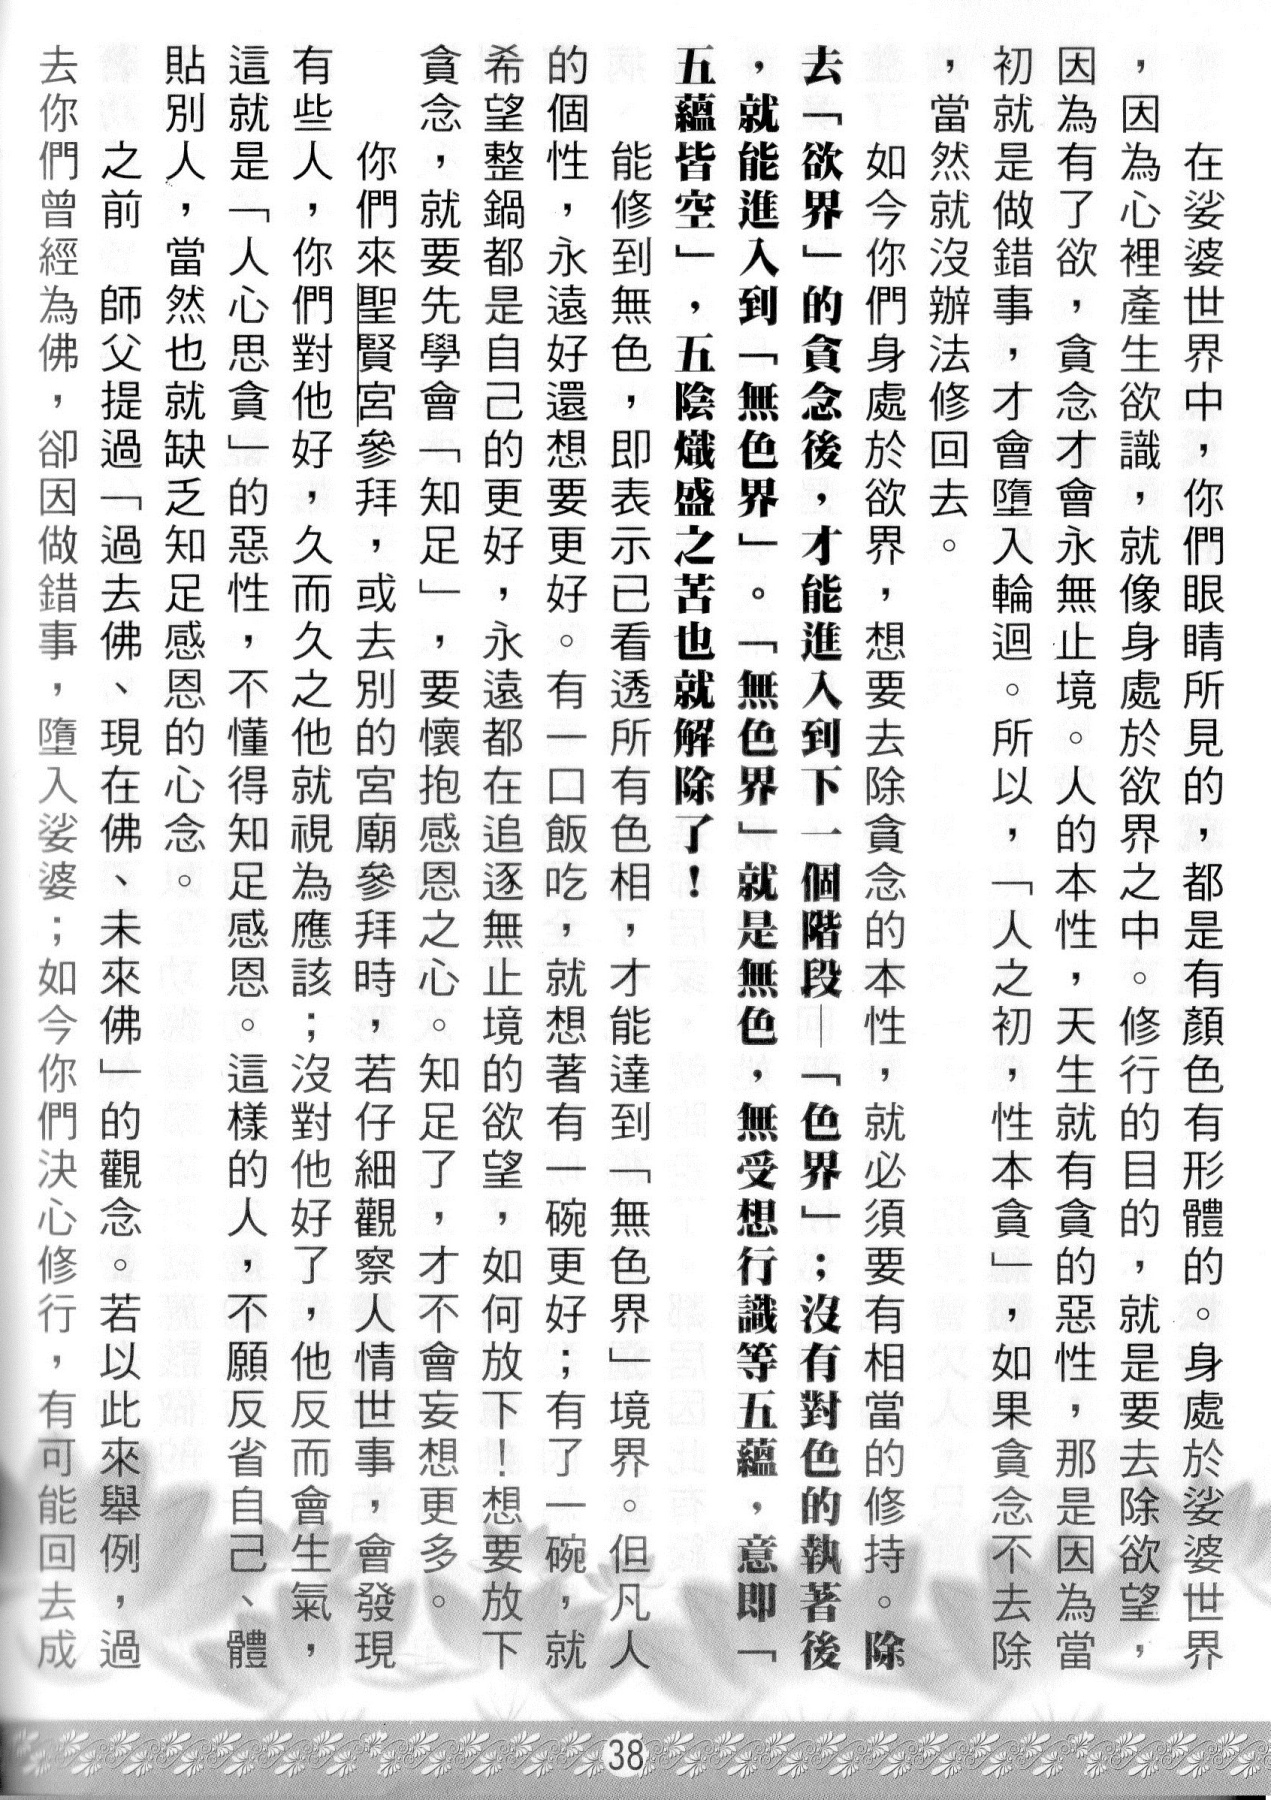 在娑婆世界中，你們眼睛所見的，都是有顏色有形體的。身處於娑婆世界
，因為心裡產生欲識，就像身處於欲界之中。修行的目的，就是要去除欲望，
因為有了欲，貪念才會永無止境。人的本性，天生就有貪的惡性，那是因為當
初就是做錯事，才會墮入輪迴。所以，「人之初，性本貪」，如果貪念不去除
，當然就沒辦法修回去。
如今你們身處於欲界，想要去除貪念的本性，就必須要有相當的修持。除
去「欲界」的貪念後，才能進入到下一個階段—「色界」；沒有對色的執著後
，就能進入到「無色界」。「無色界」就是無色，無受想行識等五蘊，意即「
五蘊皆空」，五陰熾盛之苦也就解除了！
能修到無色，即表示已看透所有色相，才能達到「無色界」境界。但凡人
的個性，永遠好還想要更好。有一口飯吃，就想著有一碗更好；有了一碗，就
希望整鍋都是自己的更好，永遠都在追逐無止境的欲望，如何放下！想要放下
貪念，就要先學會「知足」，要懷抱感恩之心。知足了，才不會妄想更多。
你們來聖賢宮參拜，或去別的宮廟參拜時，若仔細觀察人情世事，會發現
有些人，你們對他好，久而久之他就視為應該；沒對他好了，他反而會生氣，
這就是「人心思貪」的惡性，不懂得知足感恩。這樣的人，不願反省自己、體
貼別人，當然也就缺乏知足感恩的心念。
之前　師父提過「過去佛、現在佛、未來佛」的觀念。若以此來舉例，過
去你們曾經為佛，卻因做錯事，墮入娑婆；如今你們決心修行，有可能回去成
38